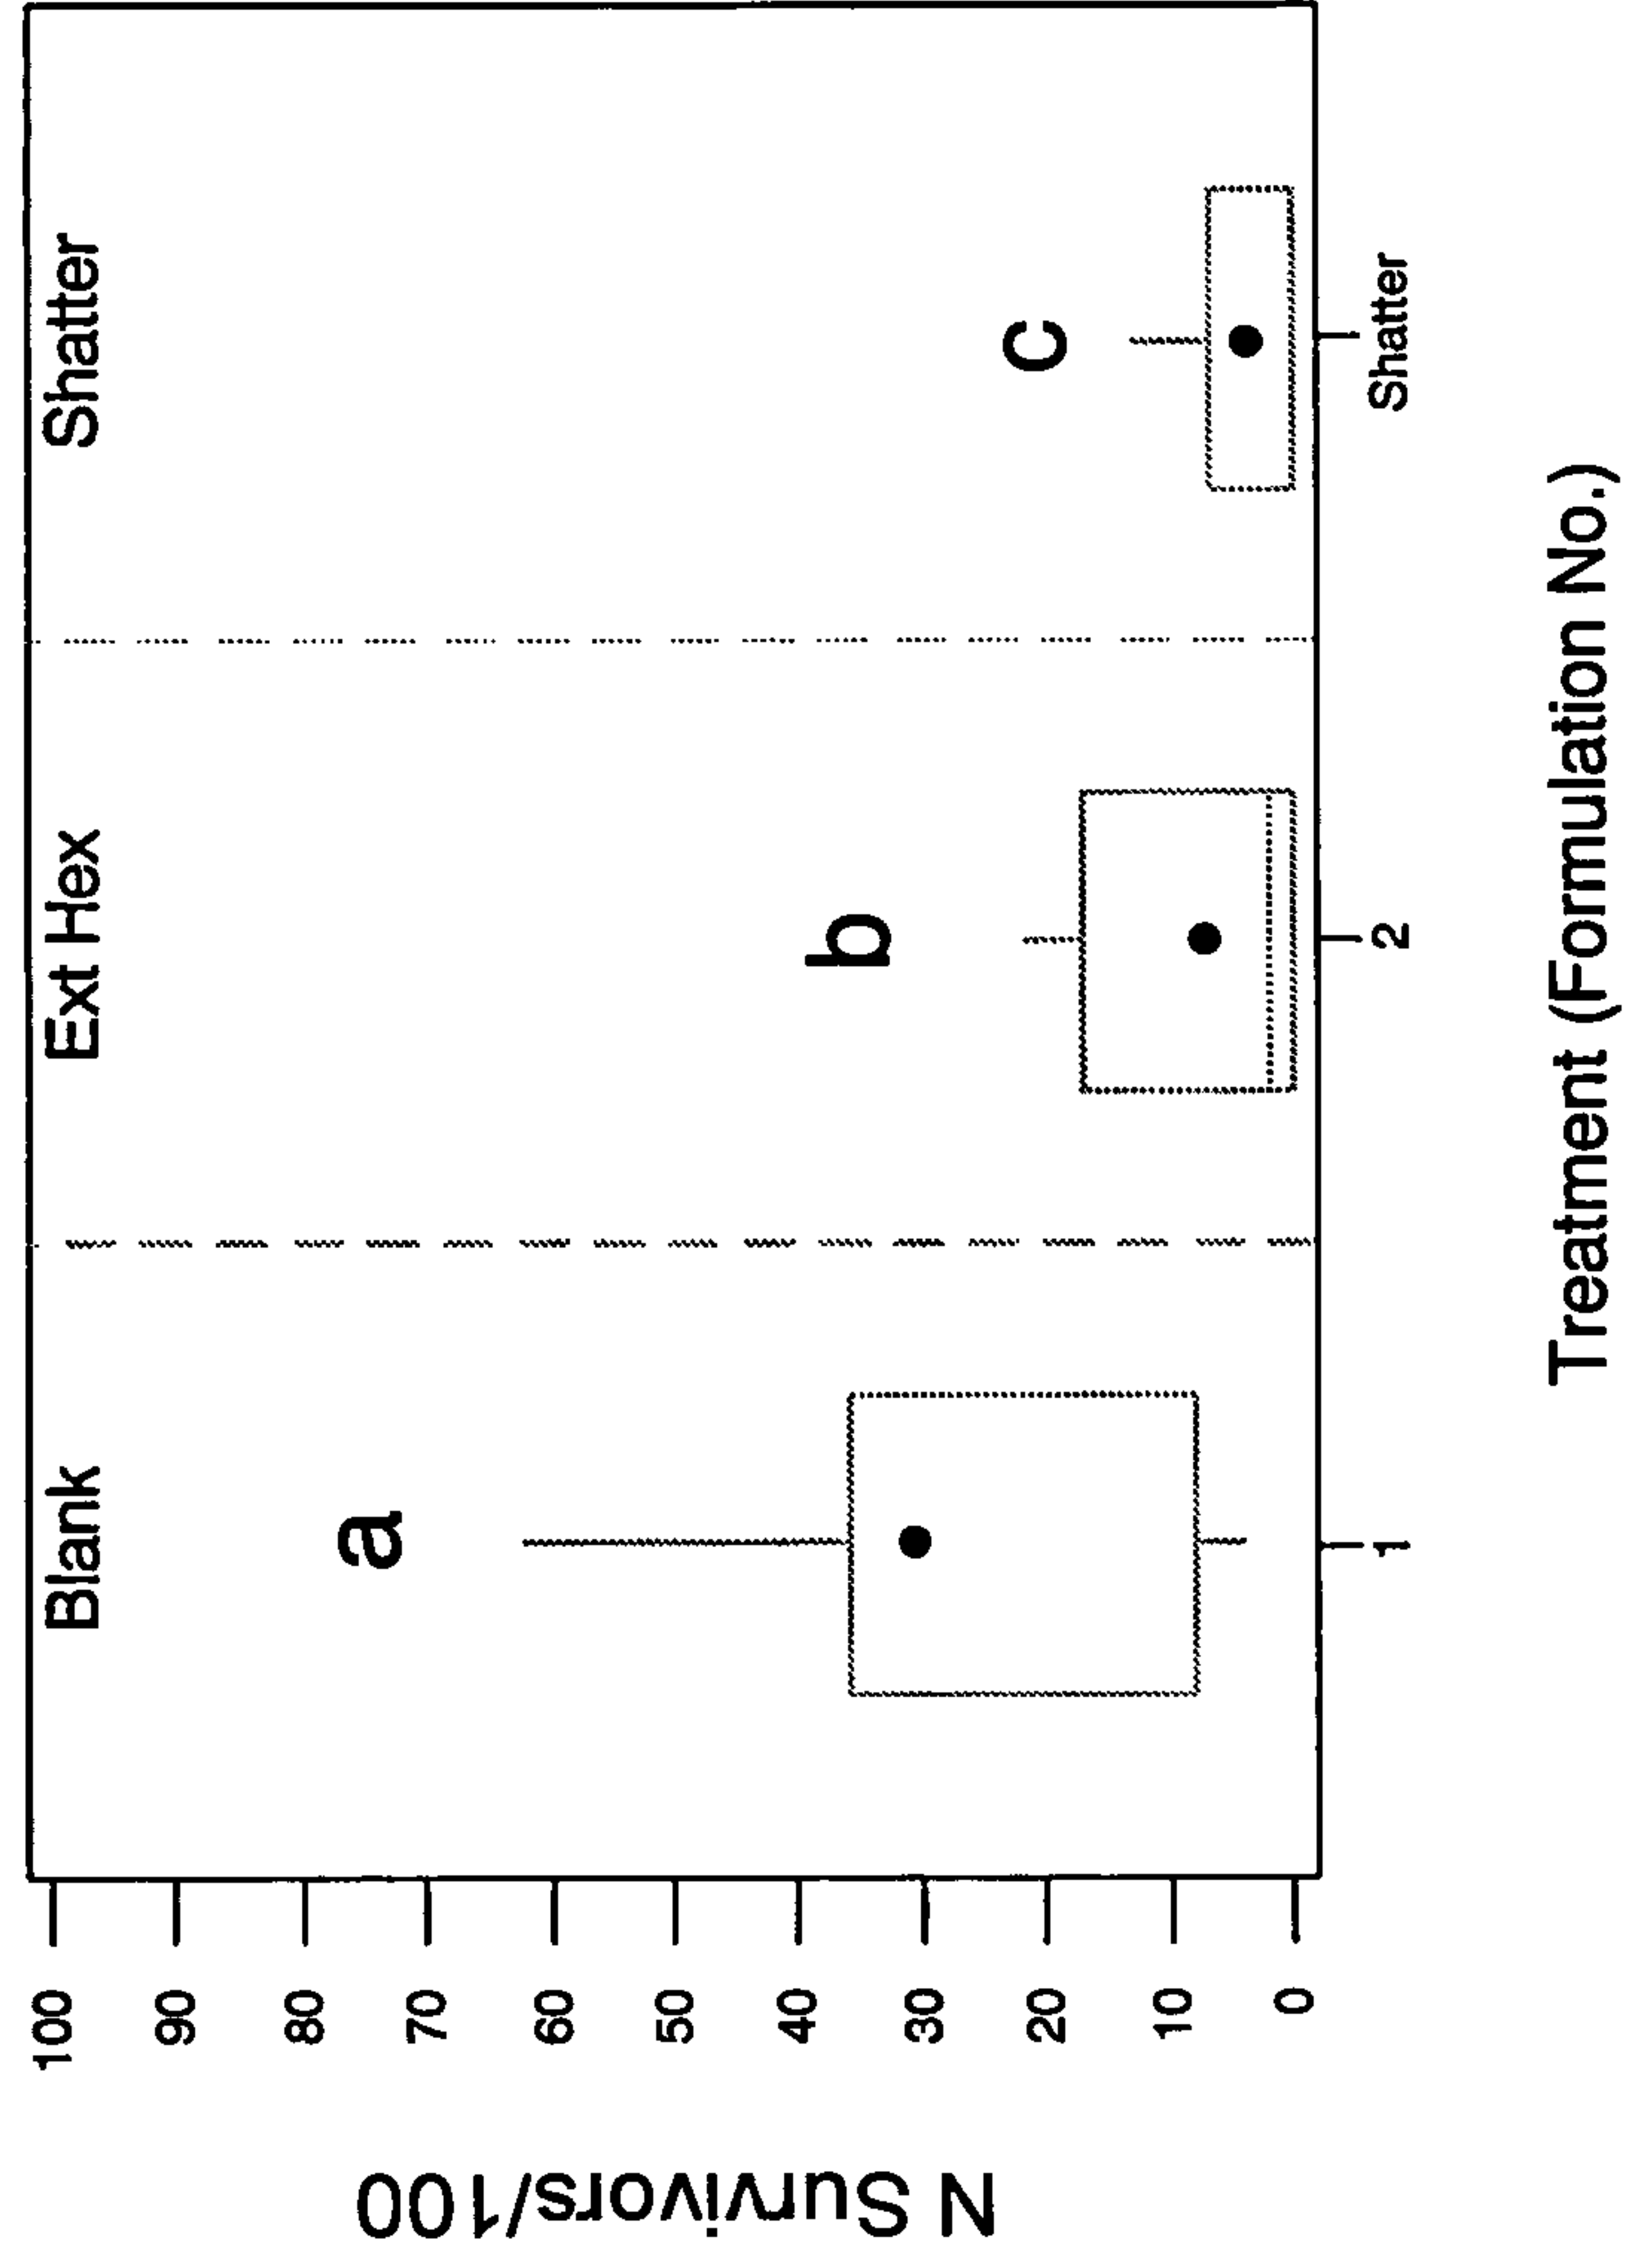 Blank
Ext Hex
Shatter
N Survivors/100
100
90
80
70
60
50
40
30
20
10
0
a
b
c
1
2
Shatter
Treatment (Formulation No.)